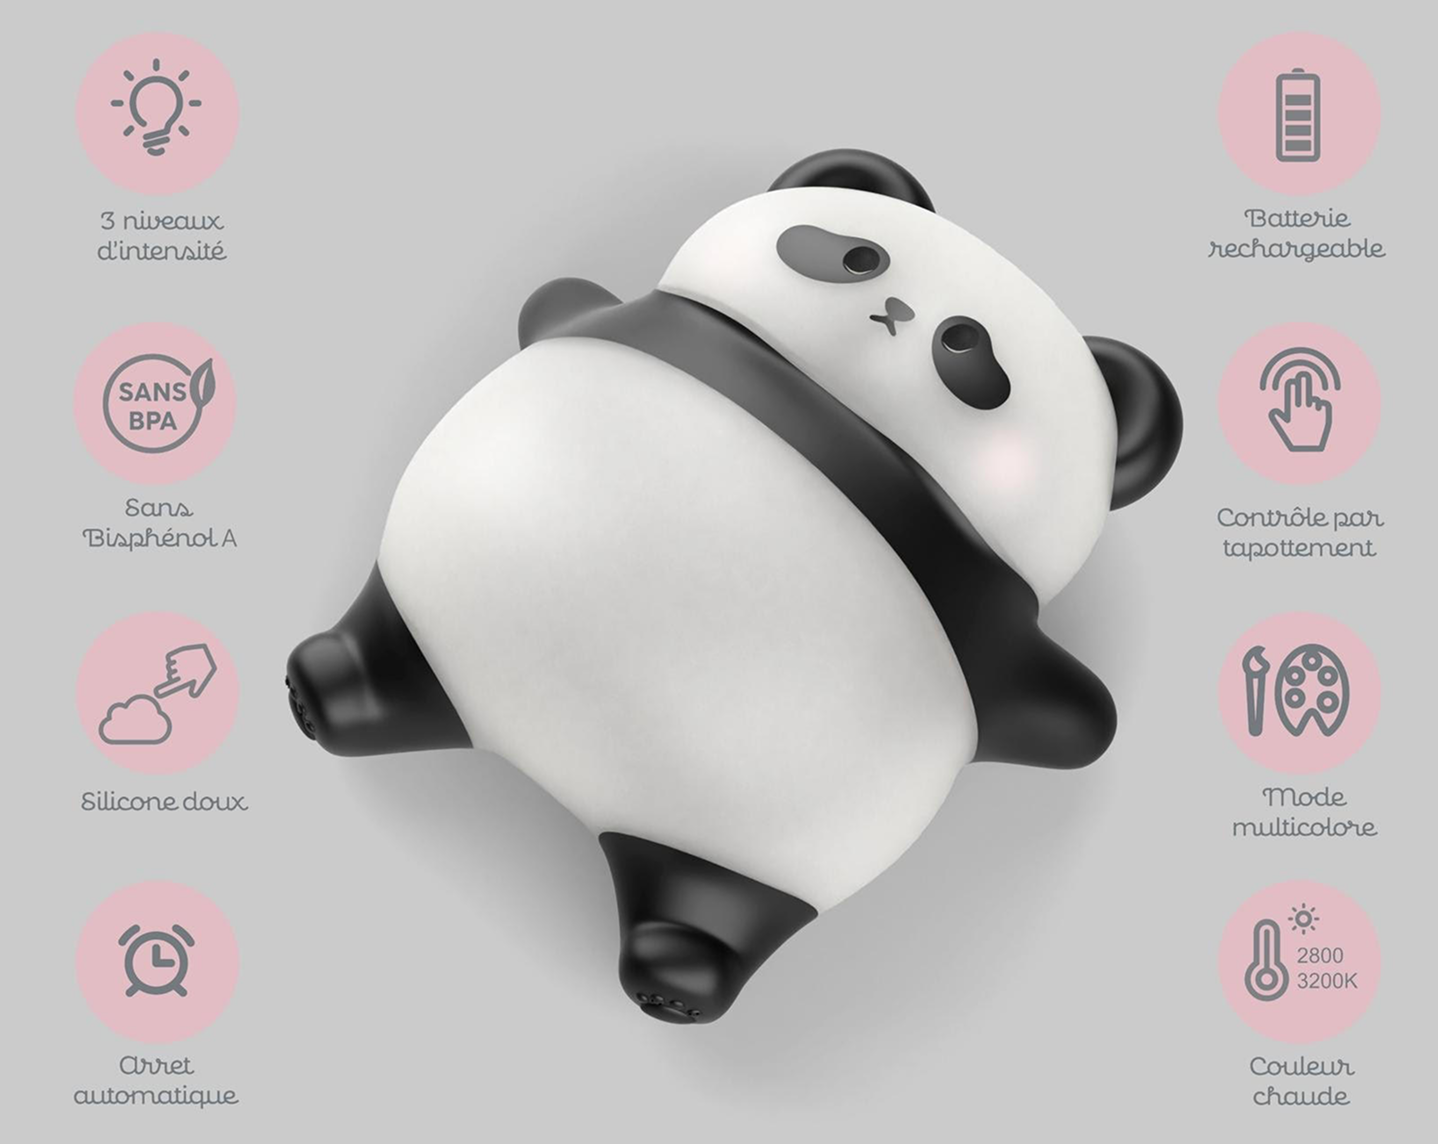 3 niveaux
d'intensité
SANS
BPA
Sans
Bisphénol A
Silicone doux
Arret
automatique
Batterie
rechargeable
Contrôle par
tapottement
Mode
multicolore
2800
3200K
Couleur
chaude